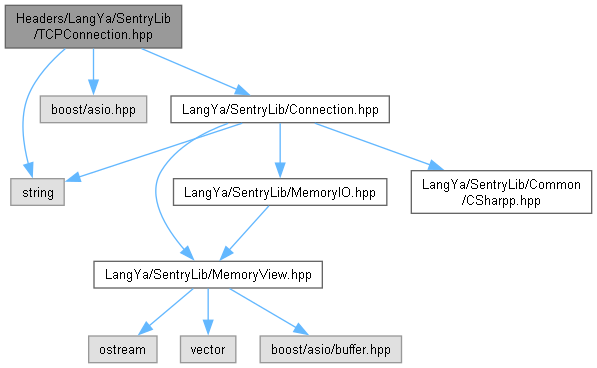 Headers/LangYa/SentryLib
/TCPConnection.hpp
boost/asio.hpp
LangYa/SentryLib/Connection.hpp
string
LangYa/SentryLib/MemoryIO.hpp
LangYa/SentryLib/Common
/CSharpp.hpp
LangYa/SentryLib/MemoryView.hpp
ostream
vector
boost/asio/buffer.hpp